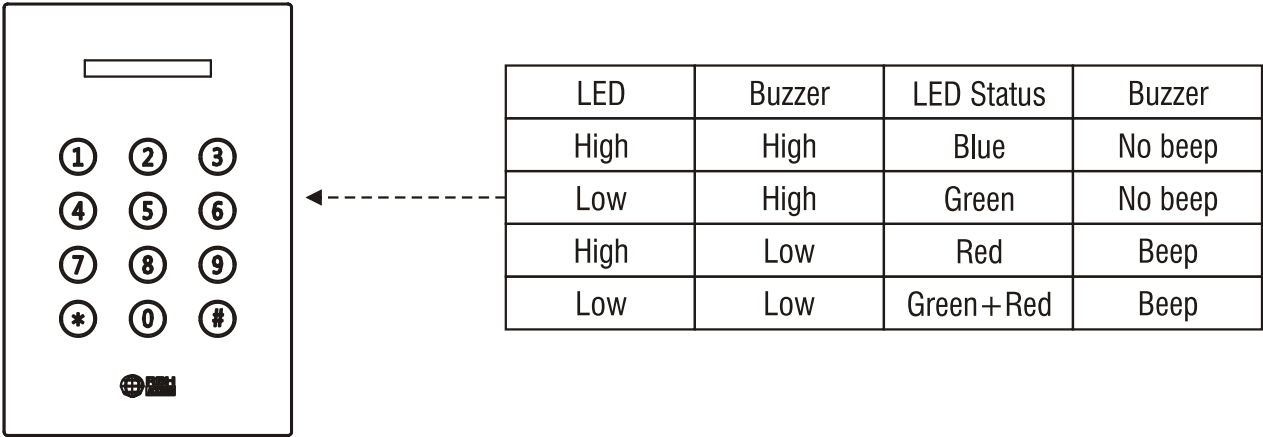 1 2 3
4 5 6
7 8 9
* 0 #
LED Buzzer LED Status Buzzer
High High Blue No beep
Low High Green No beep
High Low Red Beep
Low Low Green+Red Beep